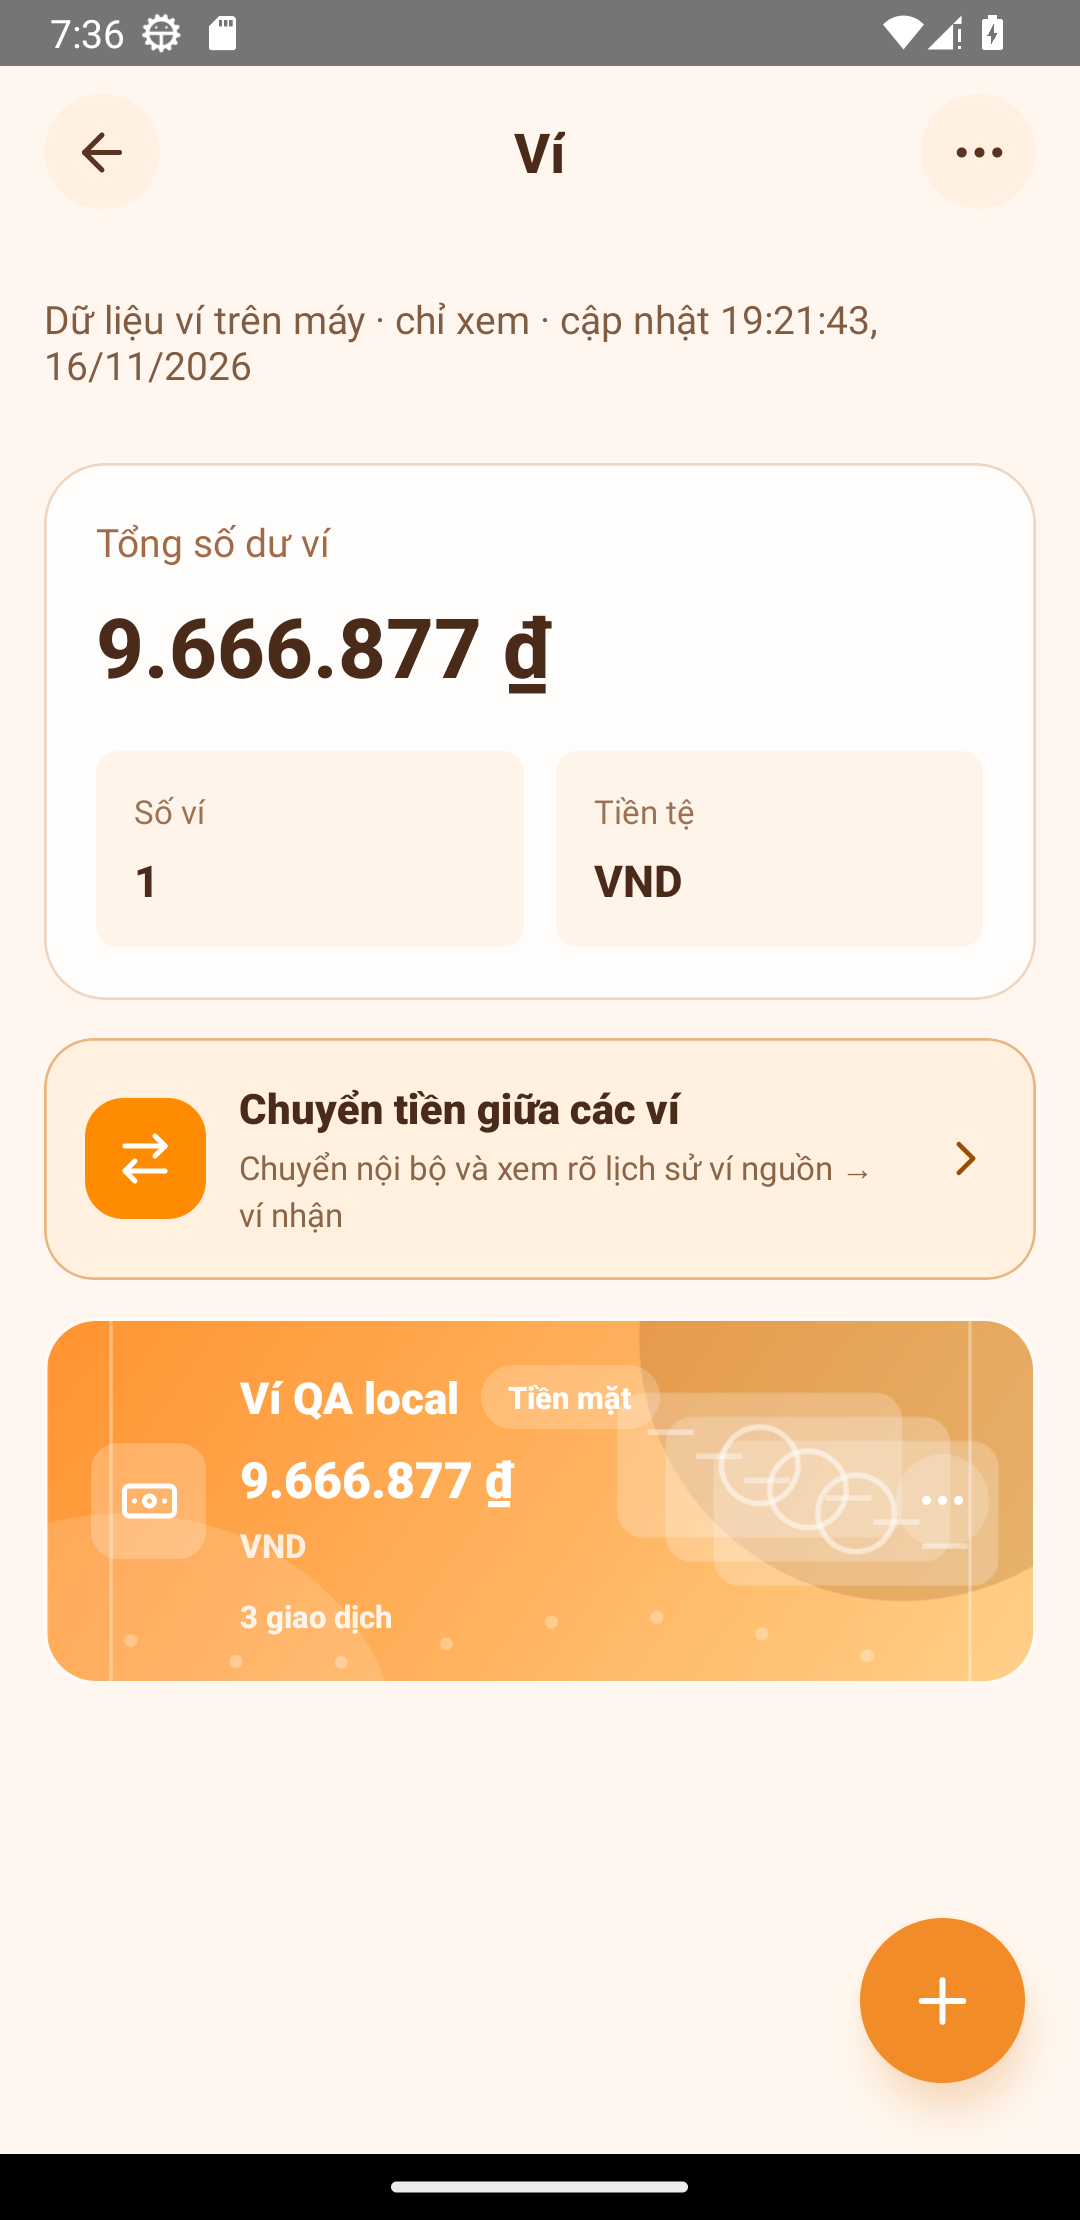 7:36
Ví
Dữ liệu ví trên máy · chỉ xem · cập nhật 19:21:43,
16/11/2026
Tổng số dư ví
9.666.877 ₫
Số ví
Tiền tệ
1
VND
Chuyển tiền giữa các ví
Chuyển nội bộ và xem rõ lịch sử ví nguồn →
ví nhận
Ví QA local
Tiền mặt
9.666.877 ₫
VND
3 giao dịch